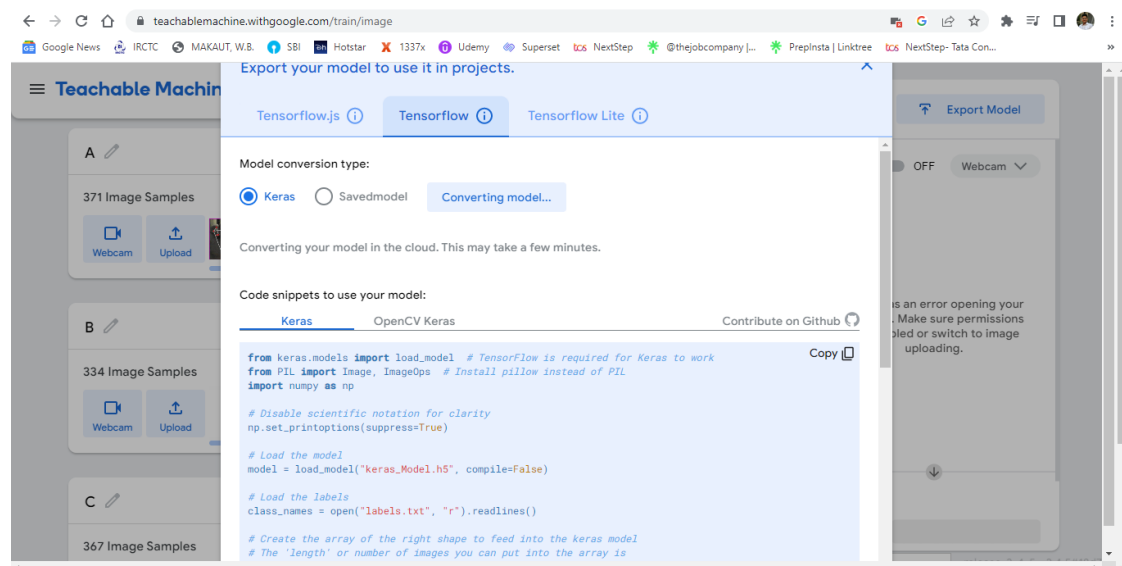 teachablemachine.withgoogle.com/train/image
Google News IRCTC MAKAUT, W.B. SBI Hotstar 1337x Udemy Superset tcs NextStep @thejobcompany |... PrepInsta | Linktree tcs NextStep- Tata Con... »
Export your model to use it in projects.
Teachable Machin
Export Model
Tensorflow.js Tensorflow Tensorflow Lite
A
371 Image Samples
Webcam Upload
B
334 Image Samples
Webcam Upload
C
367 Image Samples
Model conversion type:
Keras Savedmodel Converting model...
Converting your model in the cloud. This may take a few minutes.
Code snippets to use your model:
Keras OpenCV Keras Contribute on Github
Copy
from keras.models import load_model # TensorFlow is required for Keras to work
from PIL import Image, ImageOps # Install pillow instead of PIL
import numpy as np
# Disable scientific notation for clarity
np.set_printoptions(suppress=True)
# Load the model
model = load_model("keras_Model.h5", compile=False)
# Load the labels
class_names = open("labels.txt", "r").readlines()
# Create the array of the right shape to feed into the keras model
# The 'length' or number of images you can put into the array is
OFF Webcam
as an error opening your
. Make sure permissions
bled or switch to image
uploading.